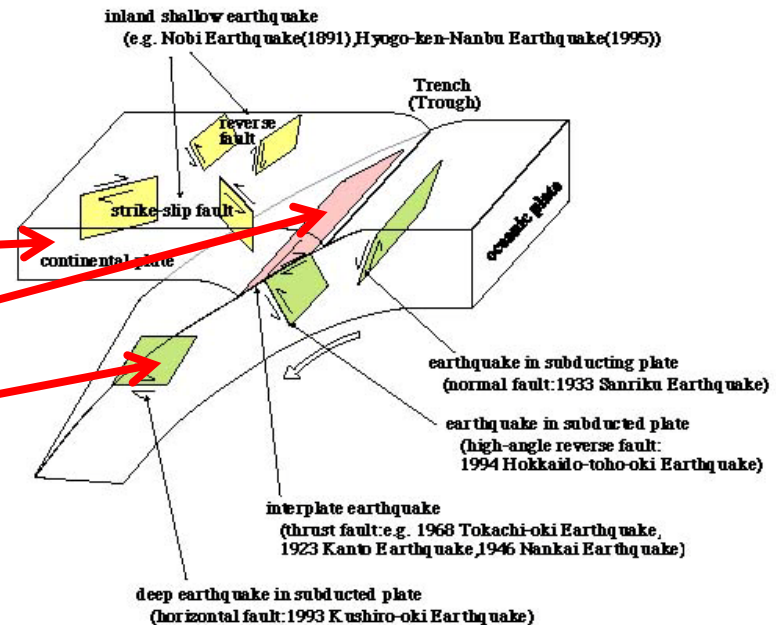 inland shallow earthquake
(e.g. Nobi Earthquake(1891),Hyogo-ken-Nanbu Earthquake(1995))
Trench
(Trough)
reverse
fault
strike-slip fault
continental plate
oceanic plate
earthquake in subducting plate
(normal fault:1933 Sanriku Earthquake)
earthquake in subducted plate
(high-angle reverse fault:
1994 Hokkaido-toho-oki Earthquake)
interplate earthquake
(thrust fault:e.g. 1968 Tokachi-oki Earthquake,
1923 Kanto Earthquake,1946 Nankai Earthquake)
deep earthquake in subducted plate
(horizontal fault:1993 Kushiro-oki Earthquake)